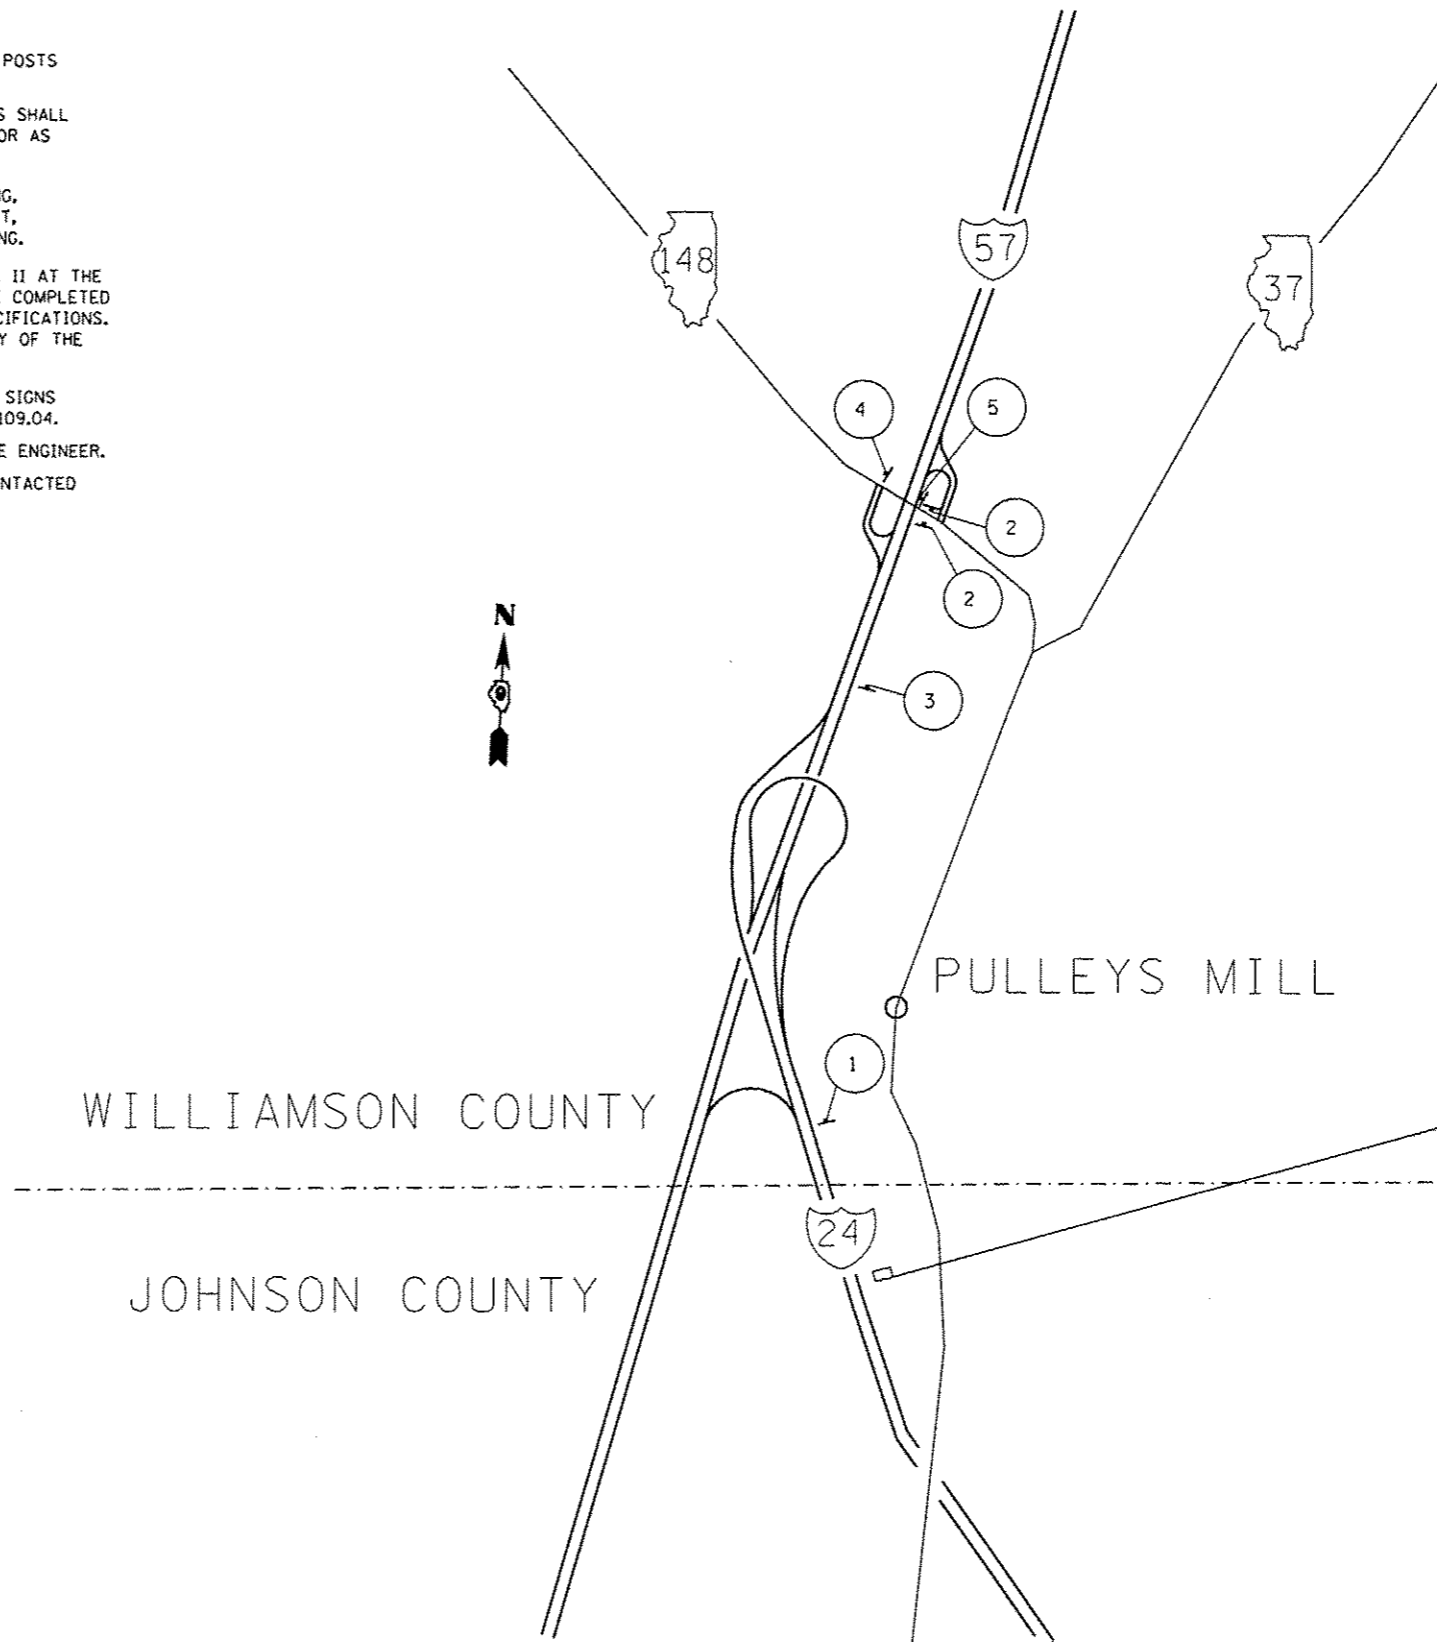 POSTS
S SHALL
OR AS
NG,
T,
NG.
II AT THE
E COMPLETED
CIFICATIONS.
Y OF THE
SIGNS
109.04.
E ENGINEER.
NTACTED
148
57
37
4
5
2
2
N
3
PULLEYS MILL
1
WILLIAMSON COUNTY
24
JOHNSON COUNTY